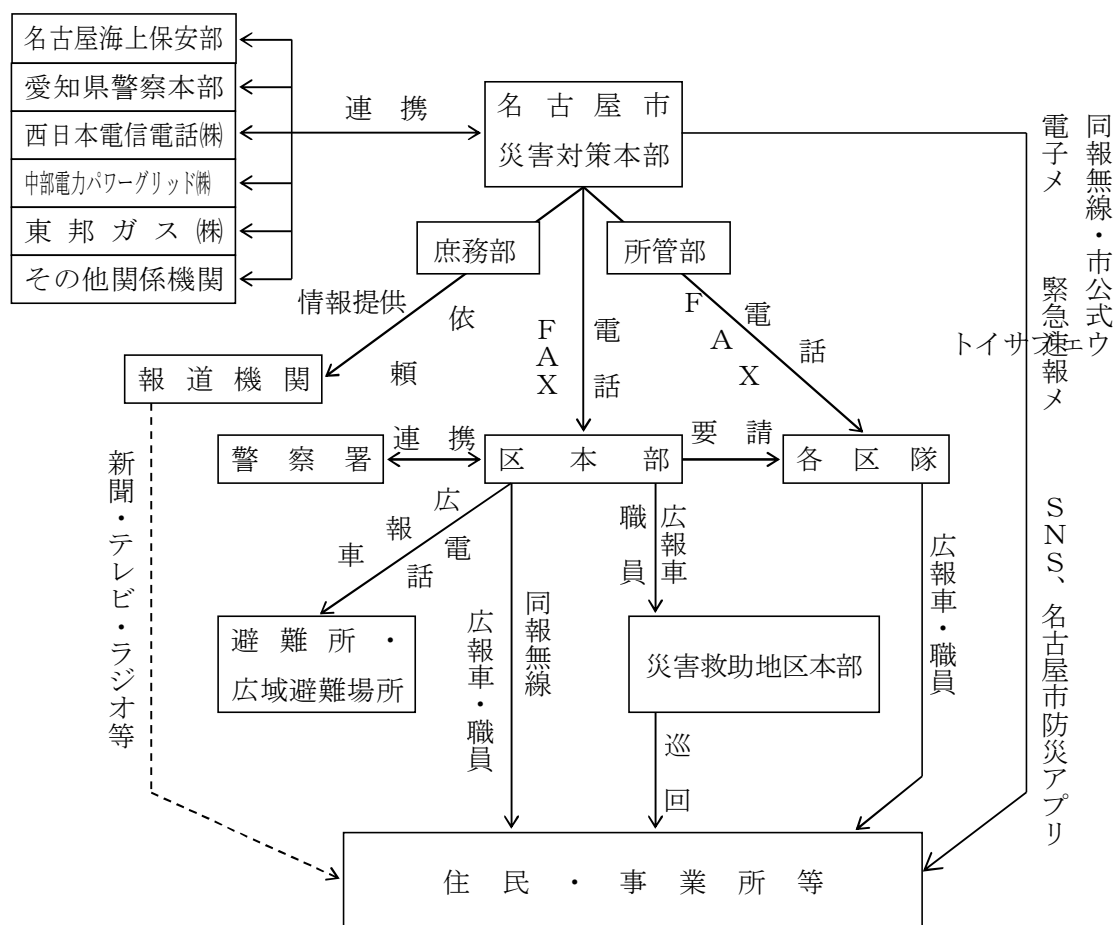 名古屋海上保安部
愛知県警察本部
西日本電信電話㈱
中部電力パワーグリッド㈱
東邦ガス㈱
その他関係機関
連携
名古屋市
災害対策本部
庶務部
所管部
情報提供
依頼
FAX
電話
FAX
電話
報道機関
警察署
連携
区本部
要請
各区隊
新聞・テレビ・ラジオ等
広報車
電話
同報無線
広報車・職員
職員
広報車
広報車・職員
避難所・
広域避難場所
災害救助地区本部
巡回
同報無線・市公式ウェブサイト
電子メ
緊急速報メ
SNS、名古屋市防災アプリ
住民・事業所等